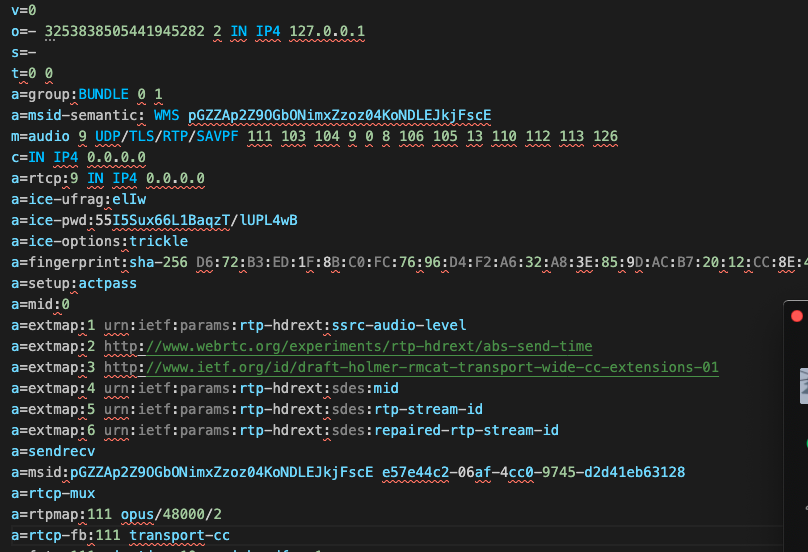 v=0
o=- 3253838505441945282 2 IN IP4 127.0.0.1
s=-
t=0 0
a=group:BUNDLE 0 1
a=msid-semantic: WMS pGZZAp2Z9OGbONimxZzoz04KoNDLEJkjFscE
m=audio 9 UDP/TLS/RTP/SAVPF 111 103 104 9 0 8 106 105 13 110 112 113 126
c=IN IP4 0.0.0.0
a=rtcp:9 IN IP4 0.0.0.0
a=ice-ufrag:elIw
a=ice-pwd:55I5Sux66L1BaqzT/lUPL4wB
a=ice-options:trickle
a=fingerprint:sha-256 D6:72:B3:ED:1F:8B:C0:FC:76:96:D4:F2:A6:32:A8:3E:85:9D:AC:B7:20:12:CC:8E:4
a=setup:actpass
a=mid:0
a=extmap:1 urn:ietf:params:rtp-hdrext:ssrc-audio-level
a=extmap:2 http://www.webrtc.org/experiments/rtp-hdrext/abs-send-time
a=extmap:3 http://www.ietf.org/id/draft-holmer-rmcat-transport-wide-cc-extensions-01
a=extmap:4 urn:ietf:params:rtp-hdrext:sdes:mid
a=extmap:5 urn:ietf:params:rtp-hdrext:sdes:rtp-stream-id
a=extmap:6 urn:ietf:params:rtp-hdrext:sdes:repaired-rtp-stream-id
a=sendrecv
a=msid:pGZZAp2Z9OGbONimxZzoz04KoNDLEJkjFscE e57e44c2-06af-4cc0-9745-d2d41eb63128
a=rtcp-mux
a=rtpmap:111 opus/48000/2
a=rtcp-fb:111 transport-cc